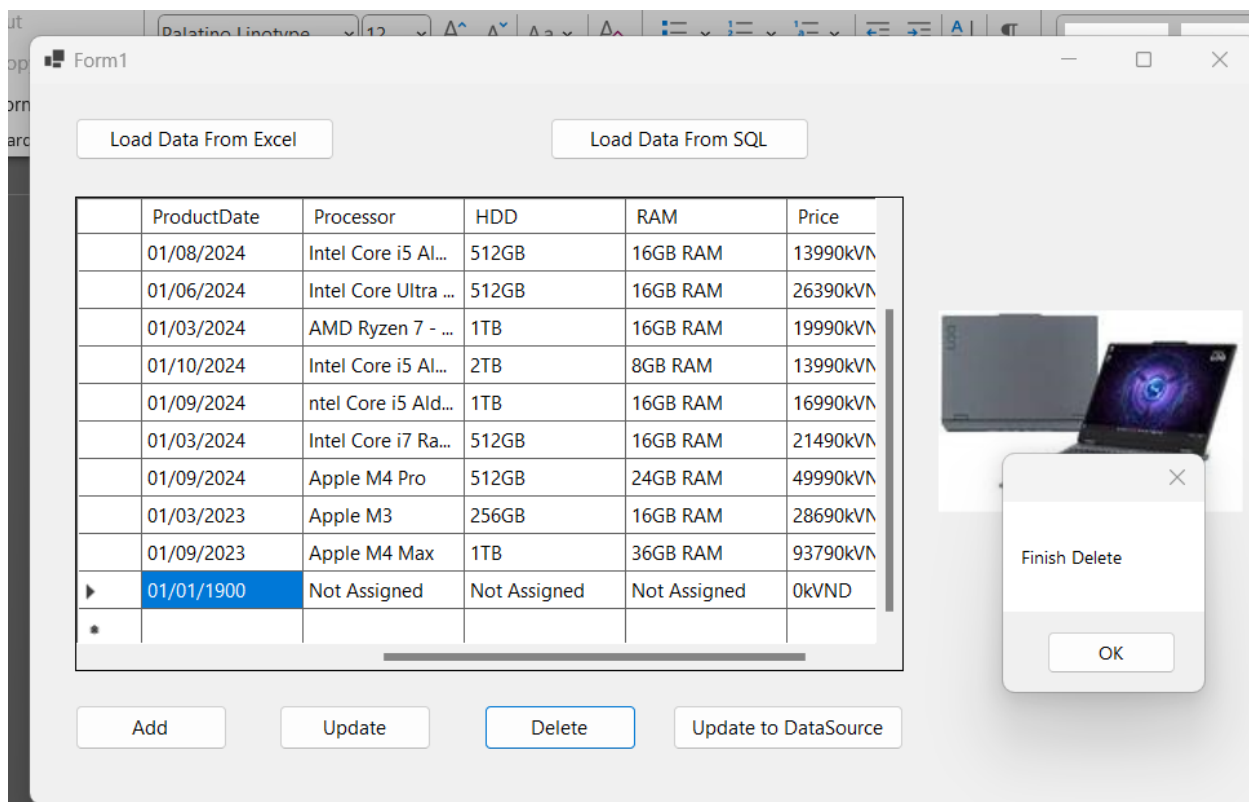 Palatino Linotype 12 Aa
Form1
Load Data From Excel Load Data From SQL
ProductDate Processor HDD RAM Price
01/08/2024 Intel Core i5 Al... 512GB 16GB RAM 13990kVN
01/06/2024 Intel Core Ultra ... 512GB 16GB RAM 26390kVN
01/03/2024 AMD Ryzen 7 - ... 1TB 16GB RAM 19990kVN
01/10/2024 Intel Core i5 Al... 2TB 8GB RAM 13990kVN
01/09/2024 ntel Core i5 Ald... 1TB 16GB RAM 16990kVN
01/03/2024 Intel Core i7 Ra... 512GB 16GB RAM 21490kVN
01/09/2024 Apple M4 Pro 512GB 24GB RAM 49990kVN
01/03/2023 Apple M3 256GB 16GB RAM 28690kVN
01/09/2023 Apple M4 Max 1TB 36GB RAM 93790kVN
01/01/1900 Not Assigned Not Assigned Not Assigned 0kVND
Finish Delete
OK
Add Update Delete Update to DataSource